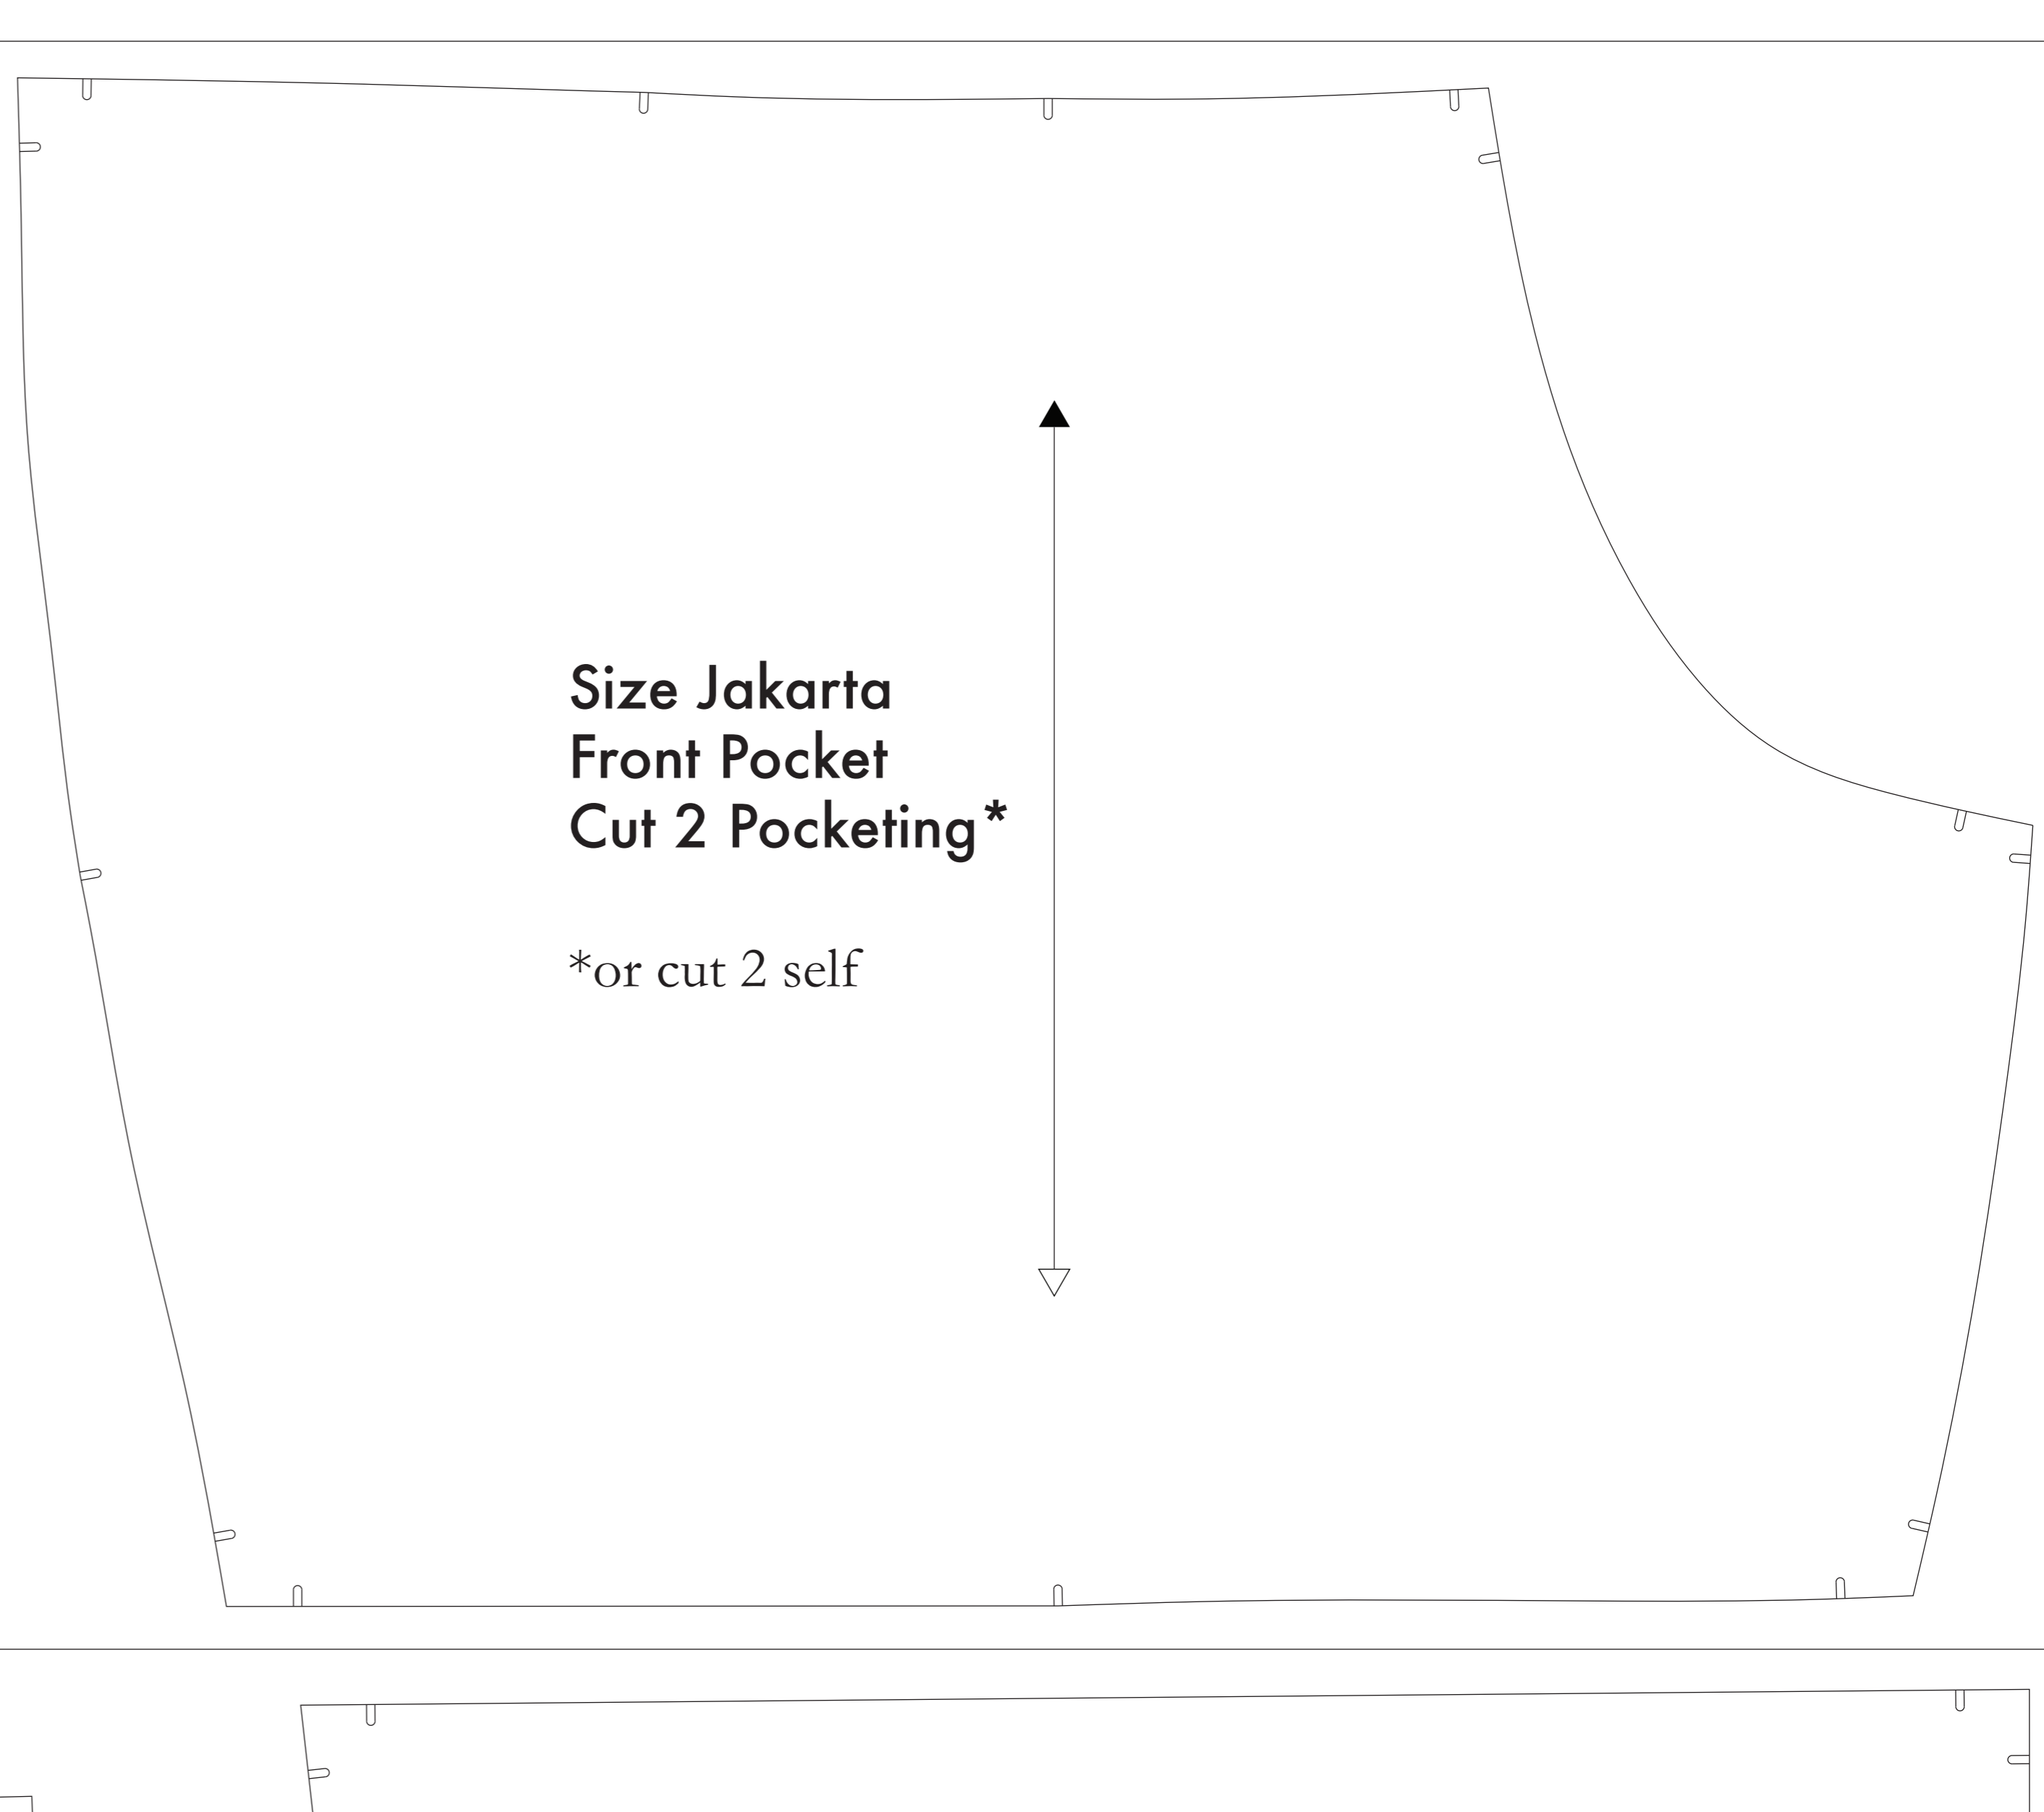 Size Jakarta
Front Pocket
Cut 2 Pocketing*
*or cut 2 self